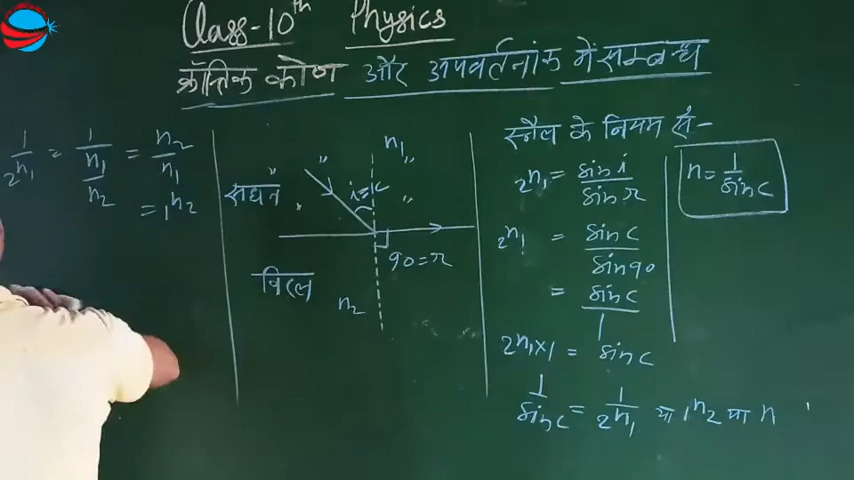 Class-10th Physics
क्रान्तिक कोण और अपवर्तनांक में सम्बन्ध
1/₂n₁ = 1/(n₁/n₂) = n₂/n₁
= ₁n₂
सघन
n₁
i=c
90=r
विरल
n₂
स्नैल के नियम से-
₂n₁ = sin i/sin r
₂n₁ = sin c/sin 90
= sin c/1
₂n₁×1 = sin c
1/sin c = 1/₂n₁ या ₁n₂ या n
n = 1/sin c